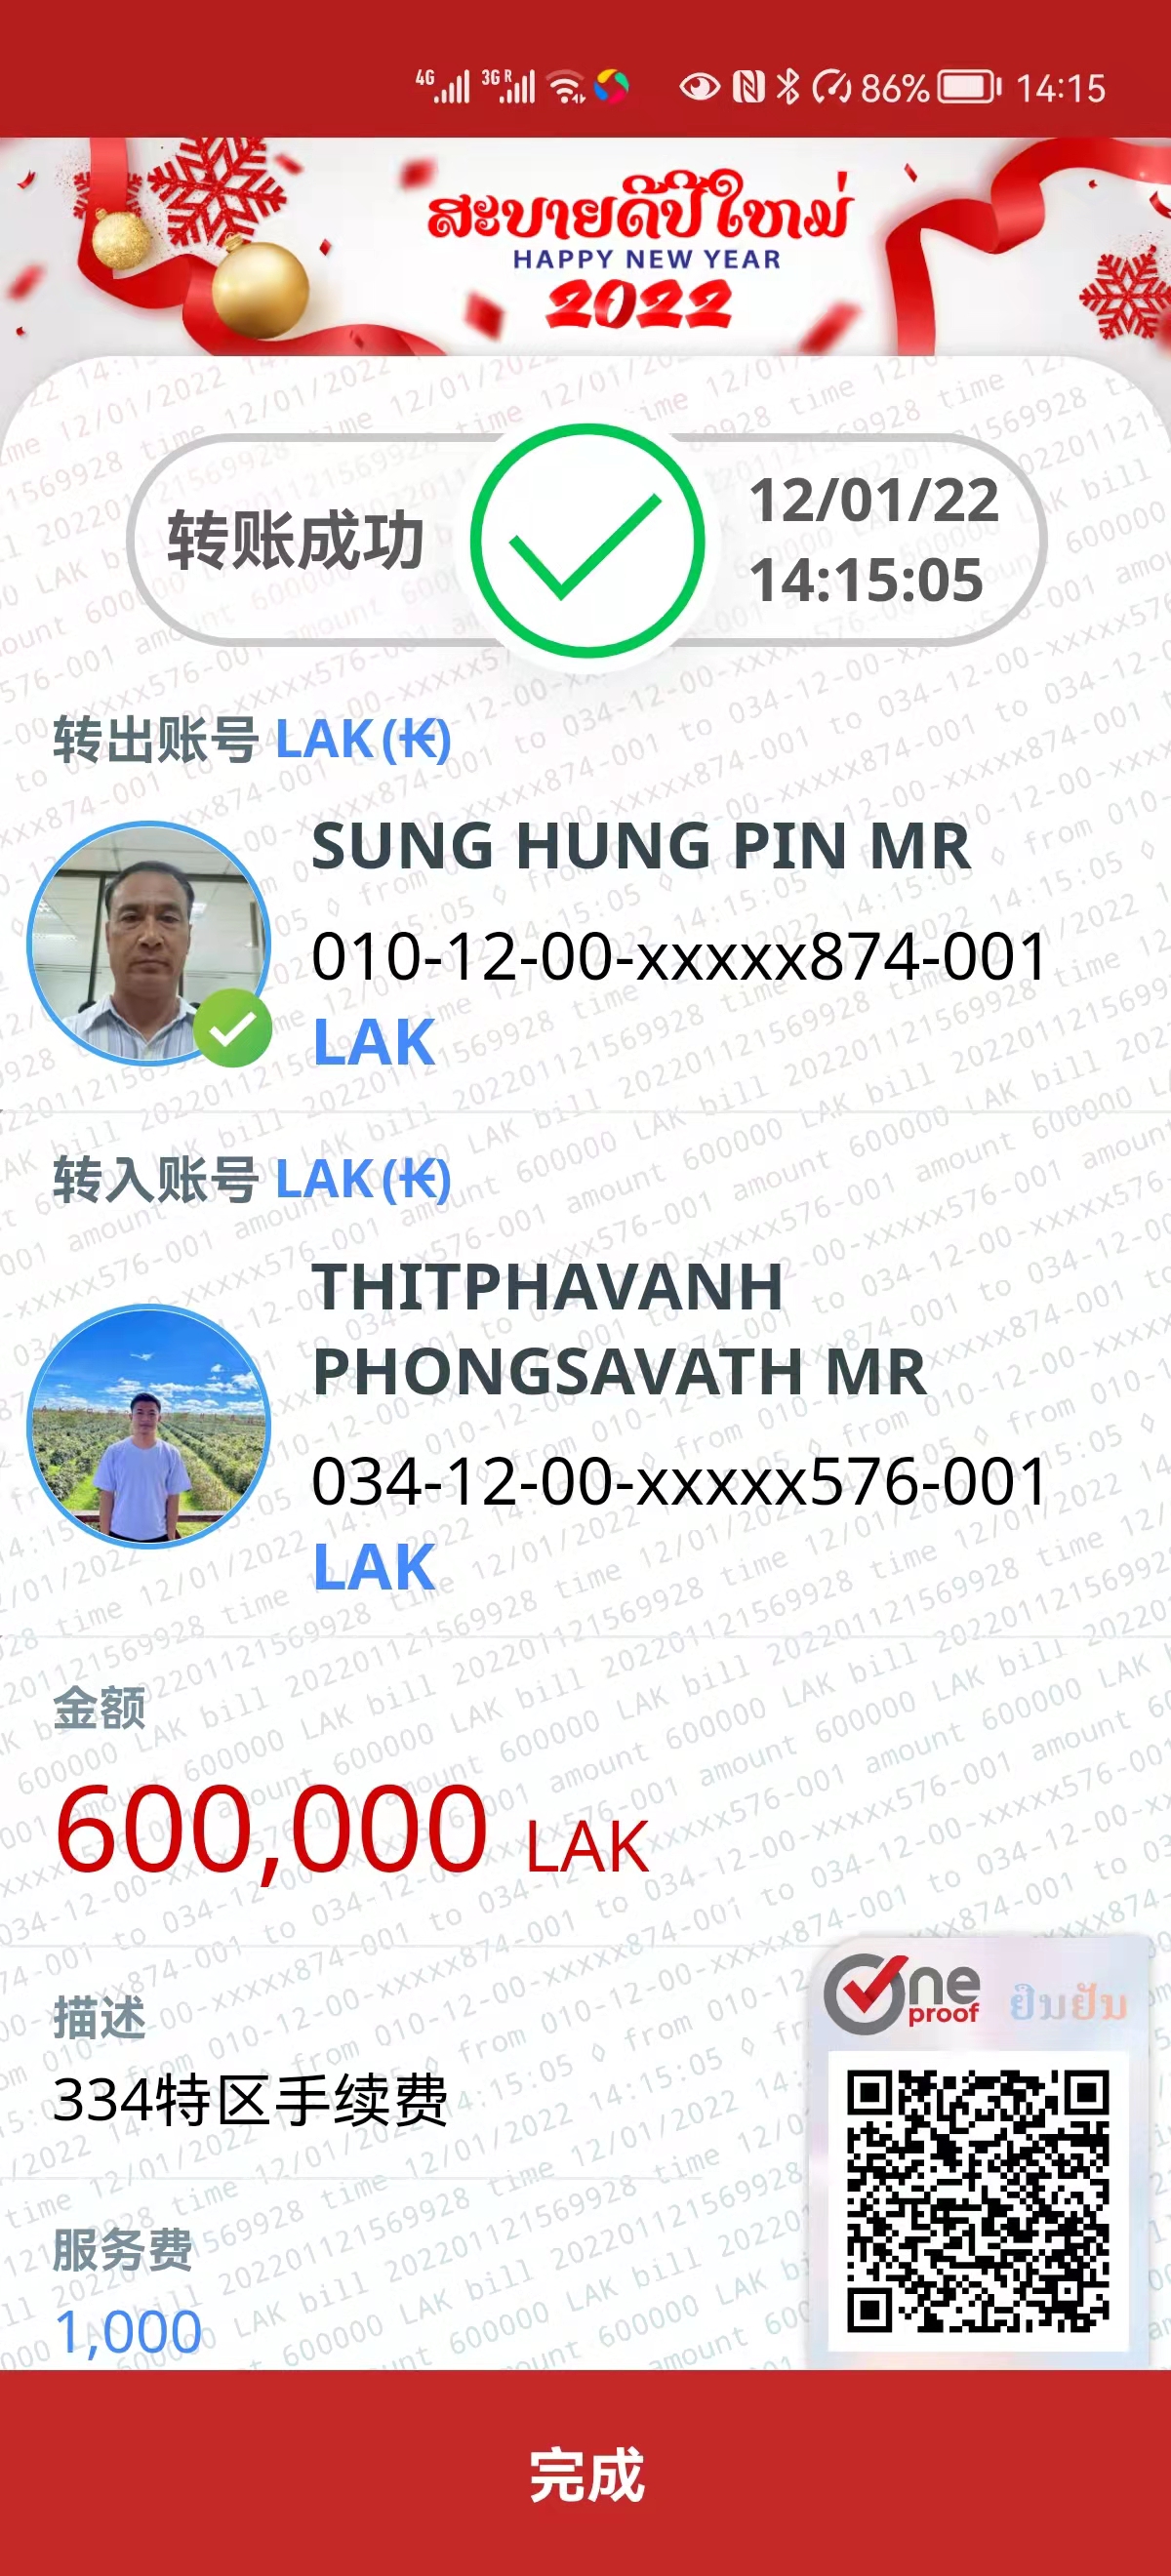 4G 3G R 86% 14:15
ສະບາຍດີປີໃຫມ່
HAPPY NEW YEAR
2022
转账成功
12/01/22
14:15:05
转出账号 LAK (₭)
SUNG HUNG PIN MR
010-12-00-xxxxx874-001
LAK
转入账号 LAK (₭)
THITPHAVANH
PHONGSAVATH MR
034-12-00-xxxxx576-001
LAK
金额
600,000 LAK
One proof ຢືນຢັນ
描述
334特区手续费
服务费
1,000
完成